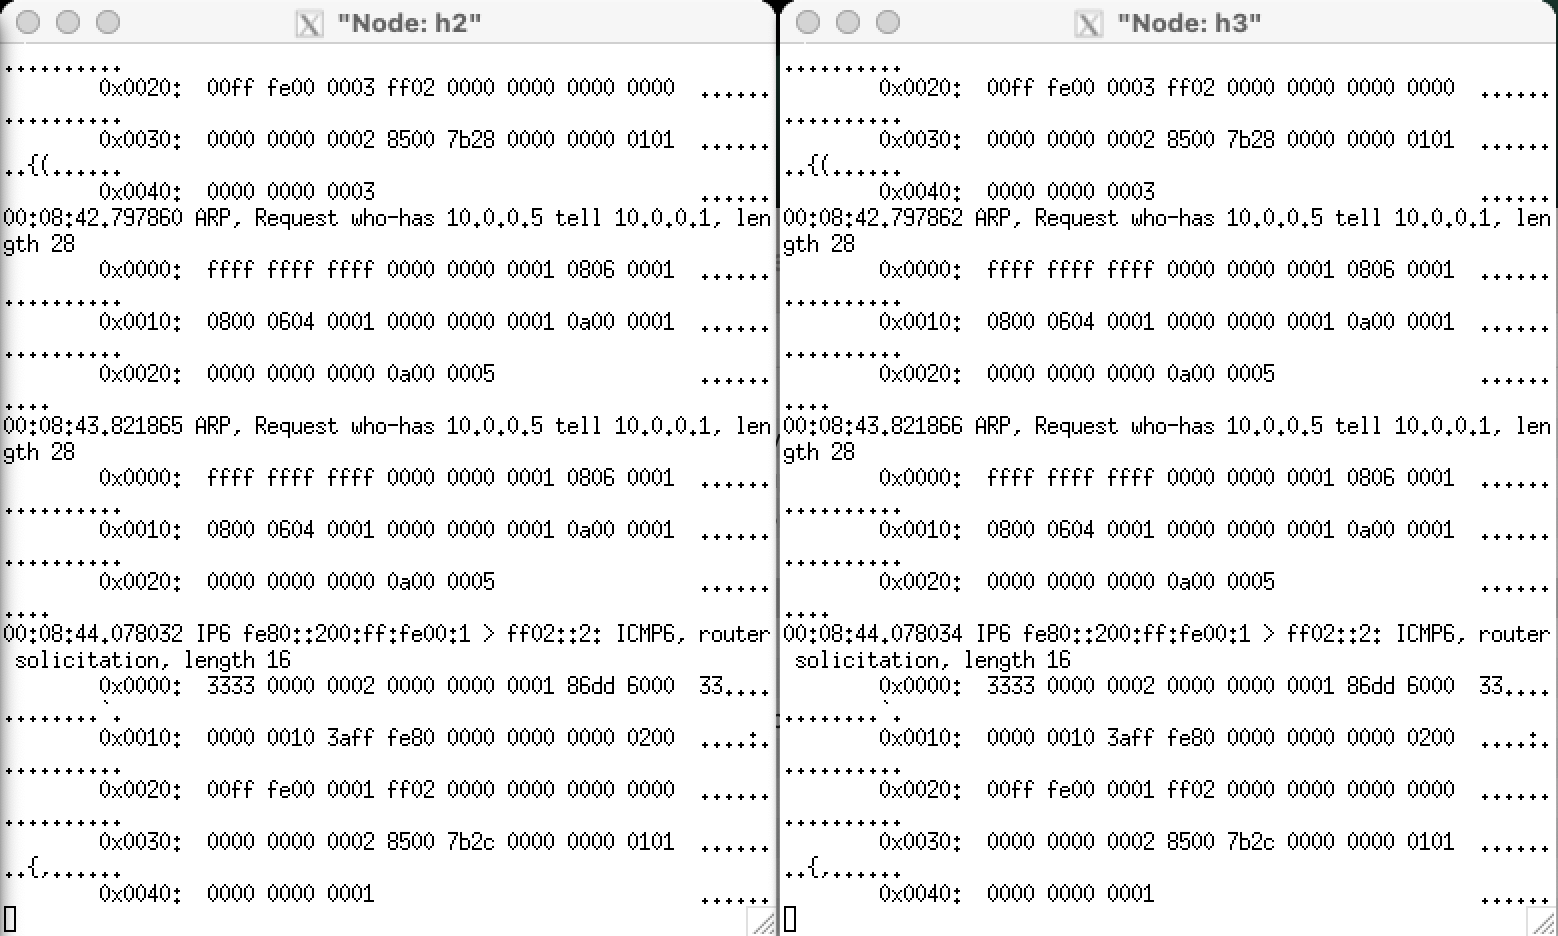 "Node: h2"
..........
0x0020: 00ff fe00 0003 ff02 0000 0000 0000 0000 ......
..........
0x0030: 0000 0000 0002 8500 7b28 0000 0000 0101 ......
..{(......
0x0040: 0000 0000 0003 ......
00:08:42.797860 ARP, Request who-has 10.0.0.5 tell 10.0.0.1, len
gth 28
0x0000: ffff ffff ffff 0000 0000 0001 0806 0001 ......
..........
0x0010: 0800 0604 0001 0000 0000 0001 0a00 0001 ......
..........
0x0020: 0000 0000 0000 0a00 0005 ......
....
00:08:43.821865 ARP, Request who-has 10.0.0.5 tell 10.0.0.1, len
gth 28
0x0000: ffff ffff ffff 0000 0000 0001 0806 0001 ......
..........
0x0010: 0800 0604 0001 0000 0000 0001 0a00 0001 ......
..........
0x0020: 0000 0000 0000 0a00 0005 ......
....
00:08:44.078032 IP6 fe80::200:ff:fe00:1 > ff02::2: ICMP6, router
solicitation, length 16
0x0000: 3333 0000 0002 0000 0000 0001 86dd 6000 33....
........`.
0x0010: 0000 0010 3aff fe80 0000 0000 0000 0200 ....:.
..........
0x0020: 00ff fe00 0001 ff02 0000 0000 0000 0000 ......
..........
0x0030: 0000 0000 0002 8500 7b2c 0000 0000 0101 ......
..{,......
0x0040: 0000 0000 0001 ......
"Node: h3"
..........
0x0020: 00ff fe00 0003 ff02 0000 0000 0000 0000 ......
..........
0x0030: 0000 0000 0002 8500 7b28 0000 0000 0101 ......
..{(......
0x0040: 0000 0000 0003 ......
00:08:42.797862 ARP, Request who-has 10.0.0.5 tell 10.0.0.1, len
gth 28
0x0000: ffff ffff ffff 0000 0000 0001 0806 0001 ......
..........
0x0010: 0800 0604 0001 0000 0000 0001 0a00 0001 ......
..........
0x0020: 0000 0000 0000 0a00 0005 ......
....
00:08:43.821866 ARP, Request who-has 10.0.0.5 tell 10.0.0.1, len
gth 28
0x0000: ffff ffff ffff 0000 0000 0001 0806 0001 ......
..........
0x0010: 0800 0604 0001 0000 0000 0001 0a00 0001 ......
..........
0x0020: 0000 0000 0000 0a00 0005 ......
....
00:08:44.078034 IP6 fe80::200:ff:fe00:1 > ff02::2: ICMP6, router
solicitation, length 16
0x0000: 3333 0000 0002 0000 0000 0001 86dd 6000 33....
........`.
0x0010: 0000 0010 3aff fe80 0000 0000 0000 0200 ....:.
..........
0x0020: 00ff fe00 0001 ff02 0000 0000 0000 0000 ......
..........
0x0030: 0000 0000 0002 8500 7b2c 0000 0000 0101 ......
..{,......
0x0040: 0000 0000 0001 ......